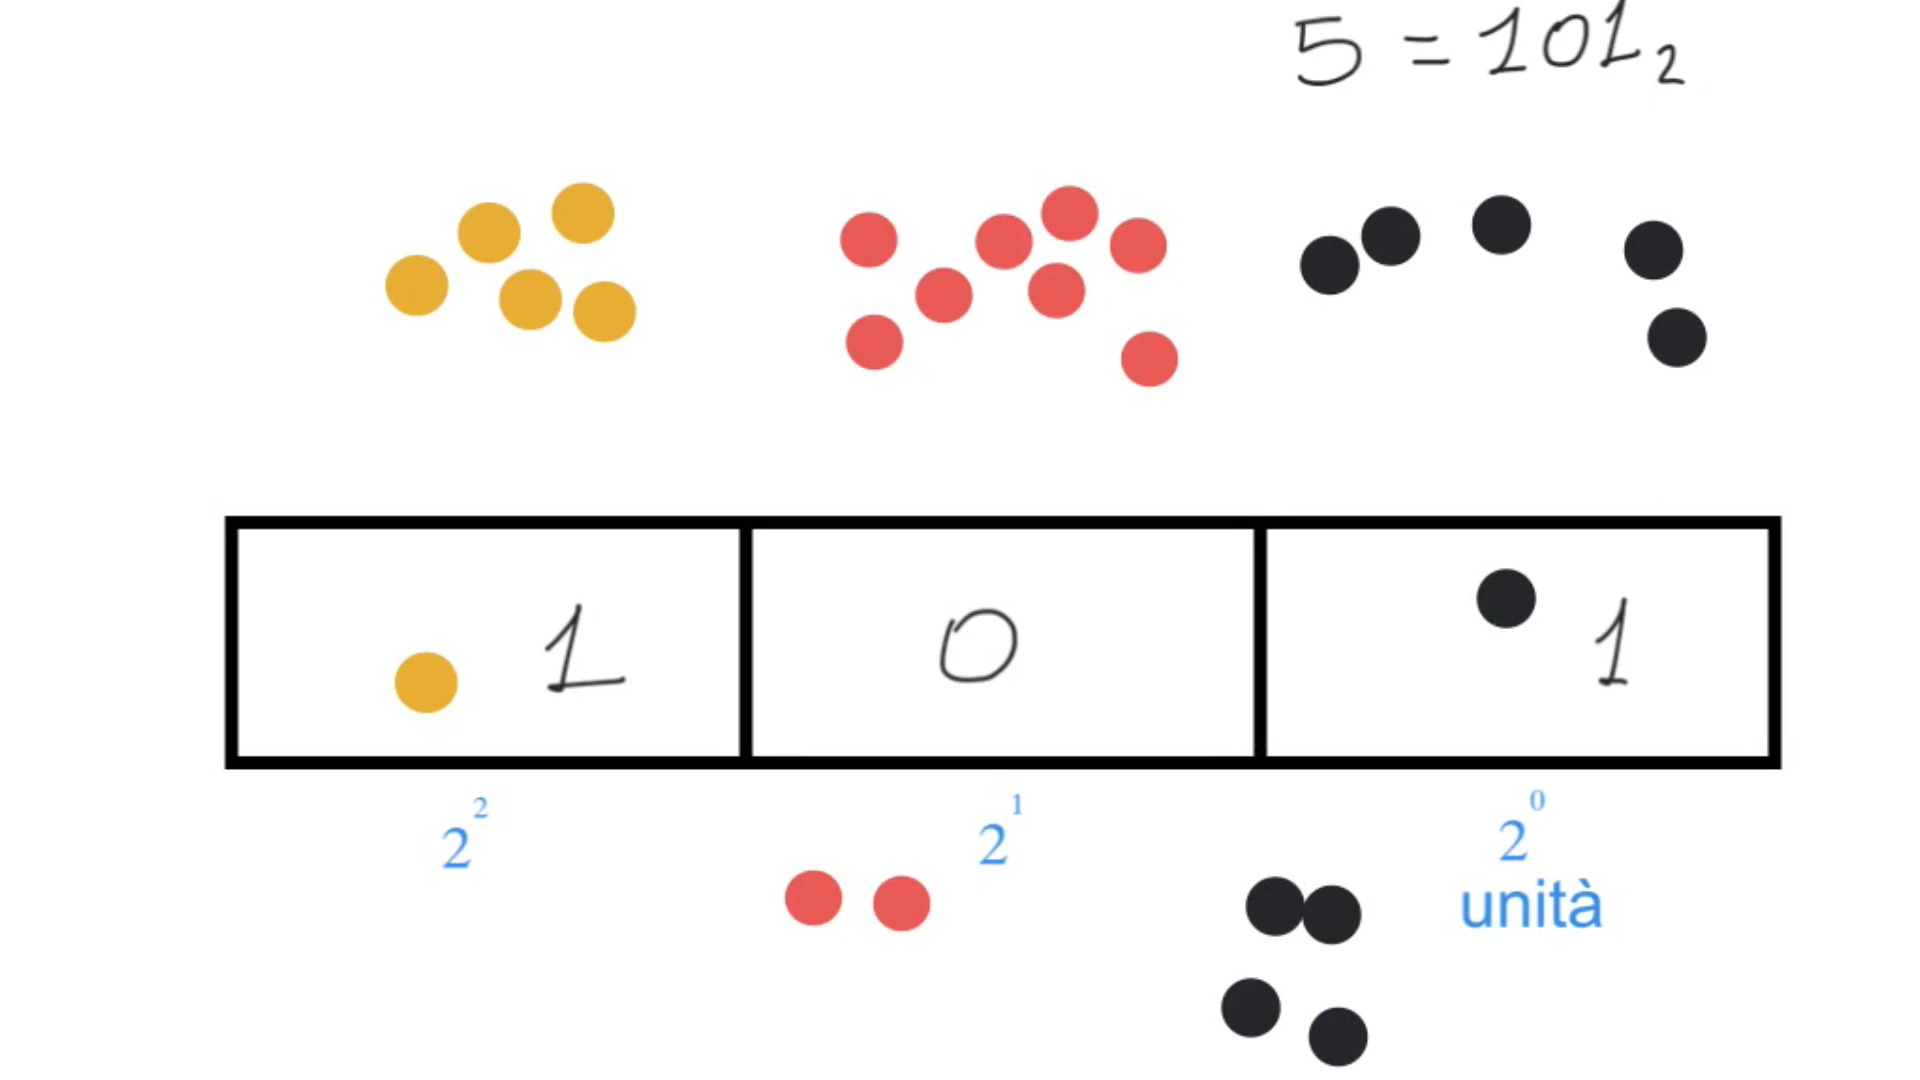 5 = 101₂
1 0 1
2² 2¹ 2⁰
unità